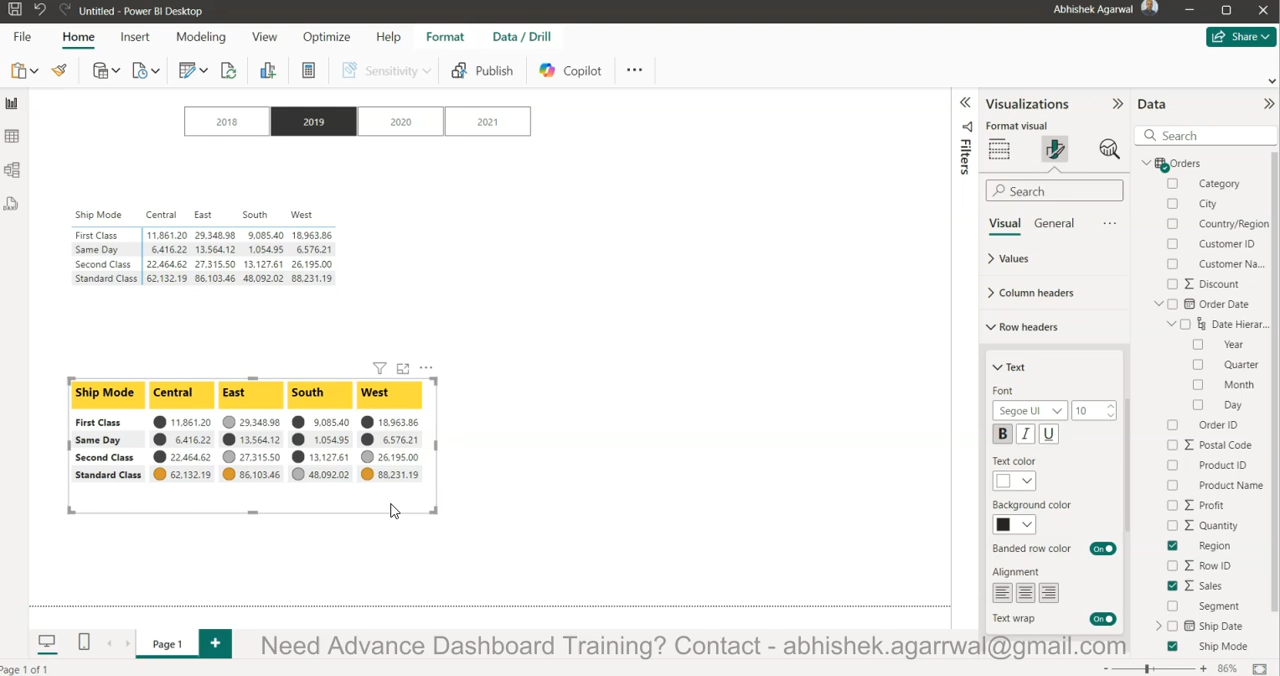 Untitled - Power BI Desktop
Abhishek Agarwal
File Home Insert Modeling View Optimize Help Format Data / Drill
Share
Sensitivity Publish Copilot
2018 2019 2020 2021
Ship Mode Central East South West
First Class 11,861.20 29,348.98 9,085.40 18,963.86
Same Day 6,416.22 13,564.12 1,054.95 6,576.21
Second Class 22,464.62 27,315.50 13,127.61 26,195.00
Standard Class 62,132.19 86,103.46 48,092.02 88,231.19
Ship Mode Central East South West
First Class 11,861.20 29,348.98 9,085.40 18,963.86
Same Day 6,416.22 13,564.12 1,054.95 6,576.21
Second Class 22,464.62 27,315.50 13,127.61 26,195.00
Standard Class 62,132.19 86,103.46 48,092.02 88,231.19
Filters
Visualizations
Format visual
Search
Visual General
Values
Column headers
Row headers
Text
Font
Segoe UI 10
B I U
Text color
Background color
Banded row color On
Alignment
Text wrap On
Data
Search
Orders
Category
City
Country/Region
Customer ID
Customer Na...
Discount
Order Date
Date Hierar...
Year
Quarter
Month
Day
Order ID
Postal Code
Product ID
Product Name
Profit
Quantity
Region
Row ID
Sales
Segment
Ship Date
Ship Mode
Page 1
Need Advance Dashboard Training? Contact - abhishek.agarrwal@gmail.com
Page 1 of 1
86%